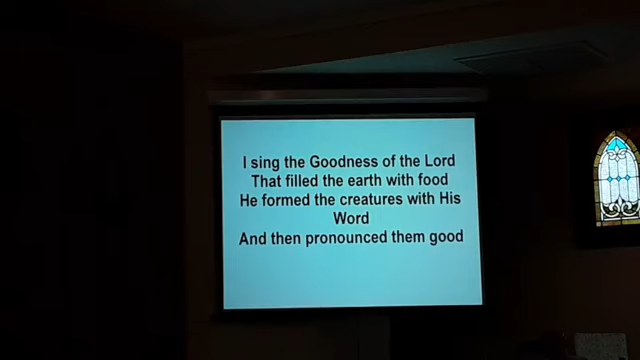 I sing the Goodness of the Lord
That filled the earth with food
He formed the creatures with His
Word
And then pronounced them good